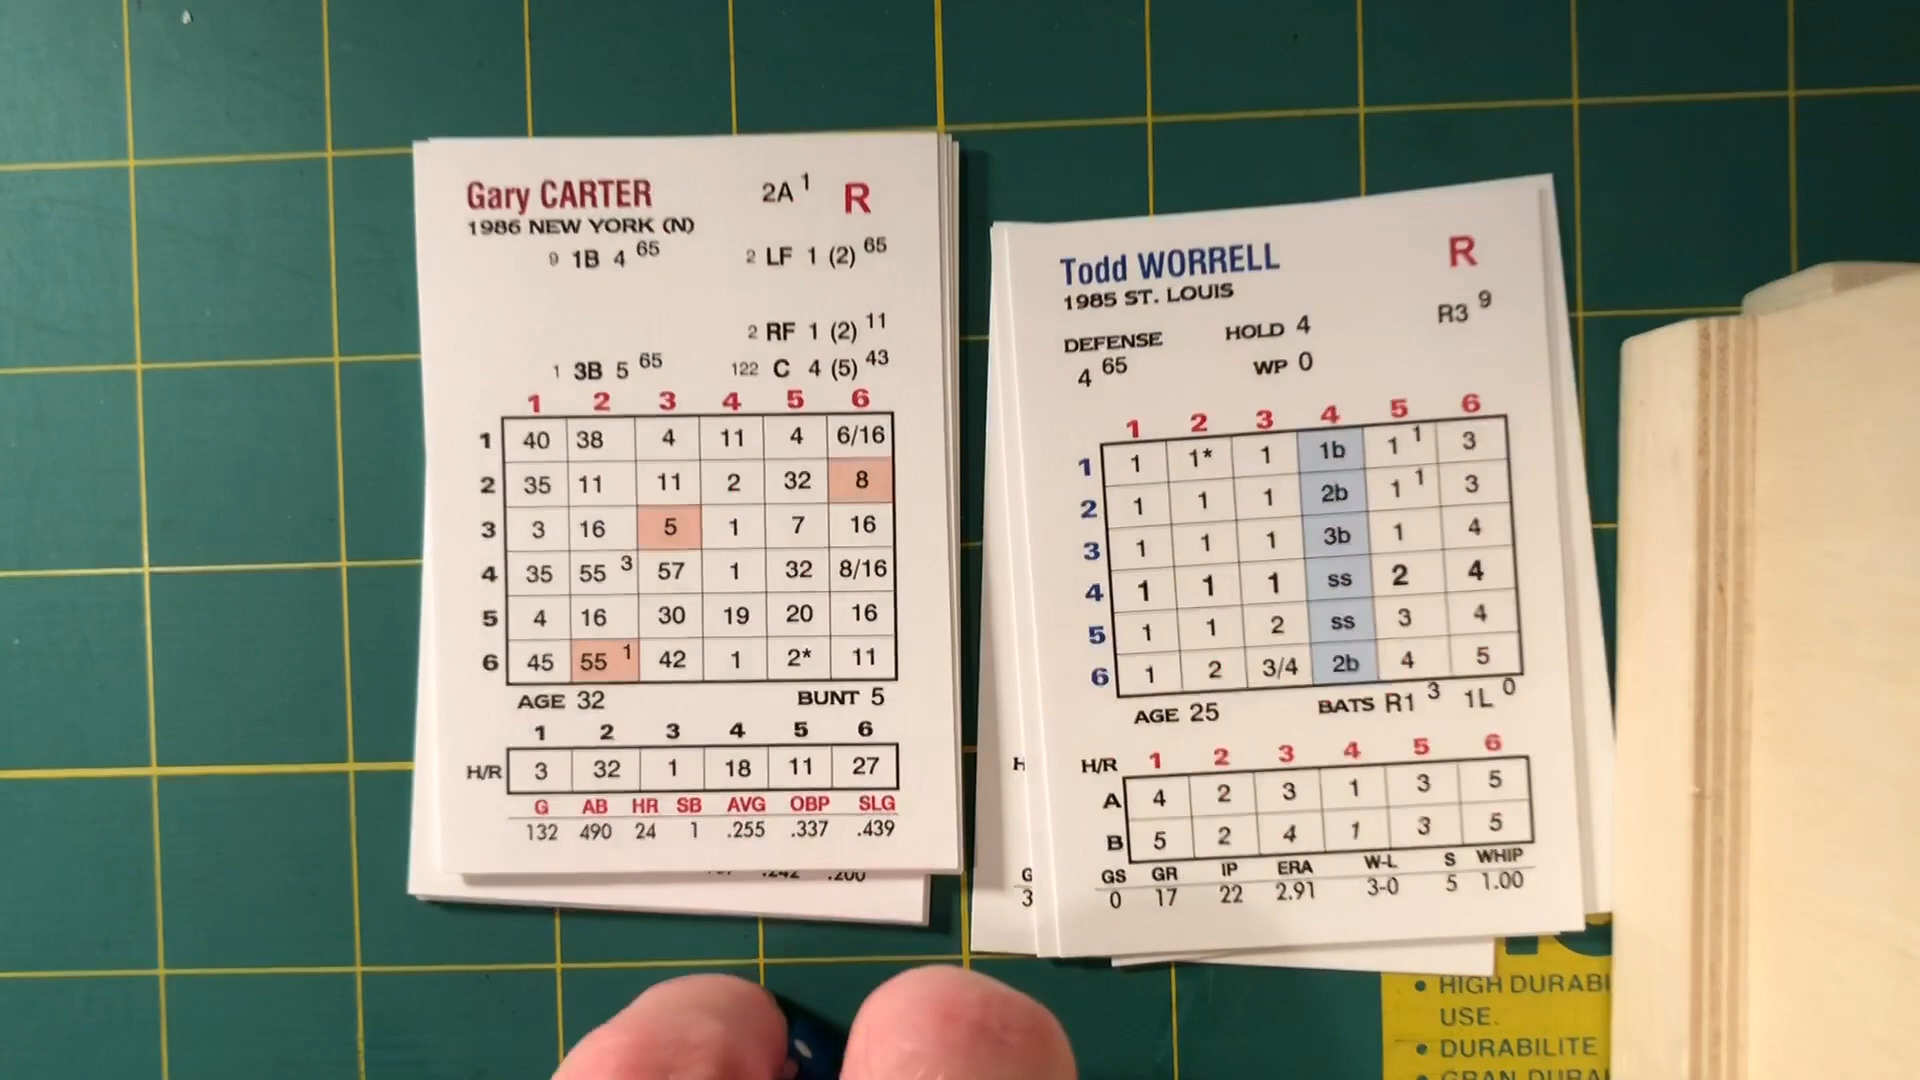 Gary CARTER 2A 1 R
1986 NEW YORK (N)
9 1B 4 65 2 LF 1 (2) 65
2 RF 1 (2) 11
1 3B 5 65 122 C 4 (5) 43
1 2 3 4 5 6
1 40 38 4 11 4 6/16
2 35 11 11 2 32 8
3 3 16 5 1 7 16
4 35 55 3 57 1 32 8/16
5 4 16 30 19 20 16
6 45 55 1 42 1 2* 11
AGE 32 BUNT 5
1 2 3 4 5 6
H/R 3 32 1 18 11 27
G AB HR SB AVG OBP SLG
132 490 24 1 .255 .337 .439
.242 .200
Todd WORRELL R
1985 ST. LOUIS
DEFENSE HOLD 4 R3 9
4 65 WP 0
1 2 3 4 5 6
1 1 1* 1 1b 1 1 3
2 1 1 1 2b 1 1 3
3 1 1 1 3b 1 4
4 1 1 1 ss 2 4
5 1 1 2 ss 3 4
6 1 2 3/4 2b 4 5
AGE 25 BATS R1 3 1L 0
H/R 1 2 3 4 5 6
A 4 2 3 1 3 5
B 5 2 4 1 3 5
GS GR IP ERA W-L S WHIP
0 17 22 2.91 3-0 5 1.00
H
G
3
• HIGH DURABI
USE.
• DURABILITE